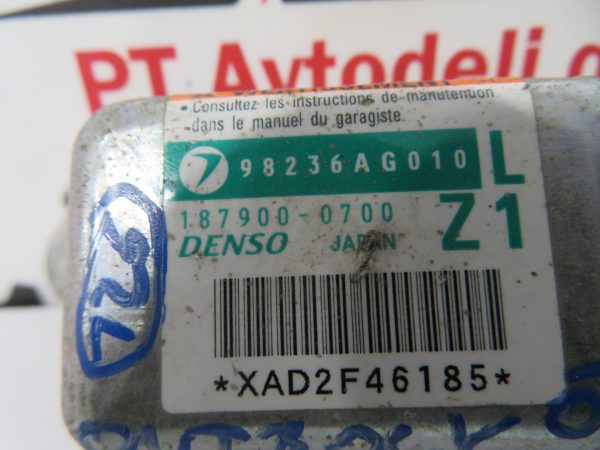 PT Avtodeli
• Consultez les instructions de manutention
dans le manuel du garagiste.
98236AG010 L
187900-0700 Z1
DENSO JAPAN
*XAD2F46185*